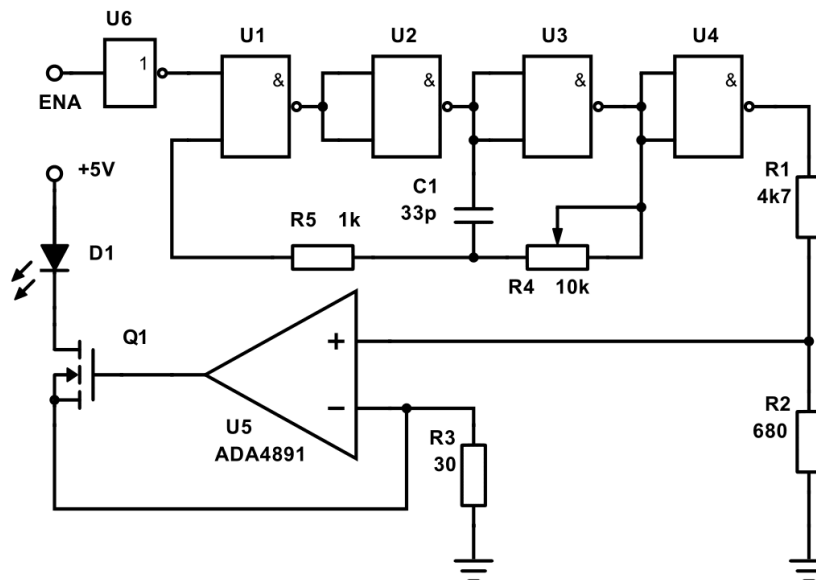 U6
U1
U2
U3
U4
1
&
&
&
&
ENA
+5V
R1
4k7
C1
33p
R5 1k
D1
R4 10k
Q1
+
−
R2
680
U5
ADA4891
R3
30